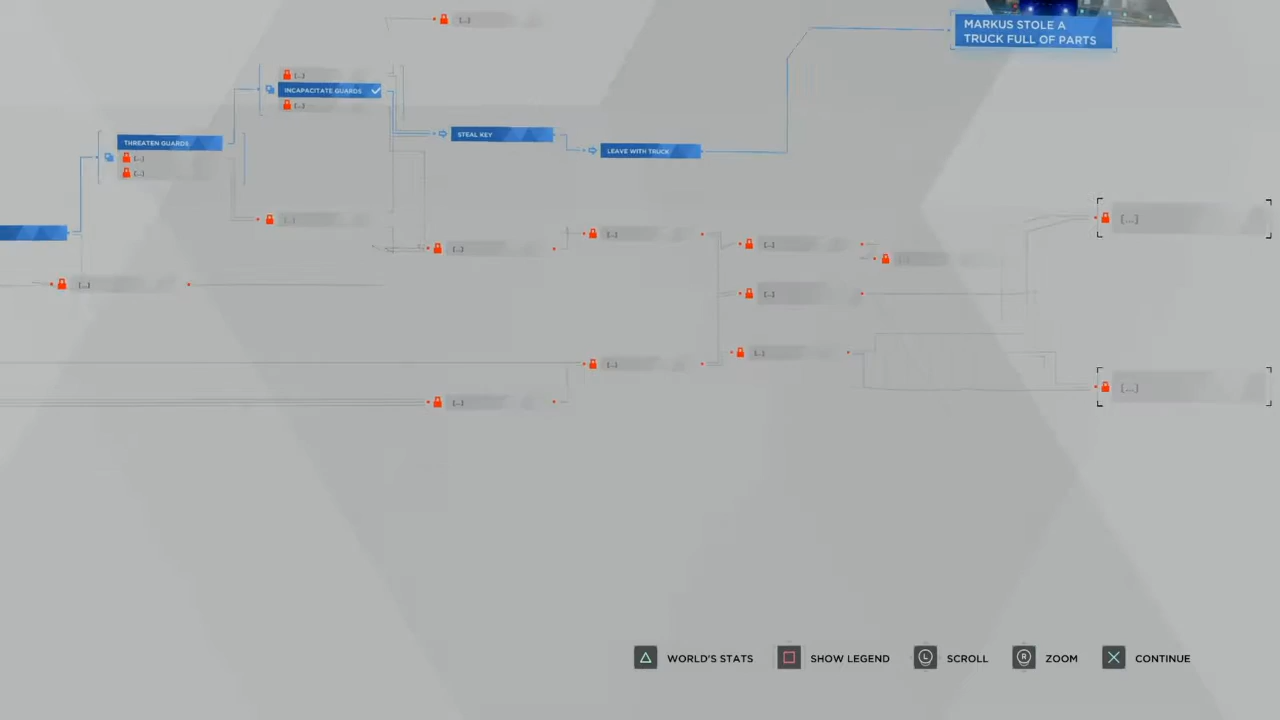 [...]
MARKUS STOLE A
TRUCK FULL OF PARTS
[...]
INCAPACITATE GUARDS
[...]
STEAL KEY
THREATEN GUARDS
[...]
[...]
LEAVE WITH TRUCK
[...]
[...]
[...]
[...]
[...]
[...]
[...]
[...]
[...]
[...]
[...]
[...]
WORLD'S STATS
SHOW LEGEND
L
SCROLL
R
ZOOM
CONTINUE